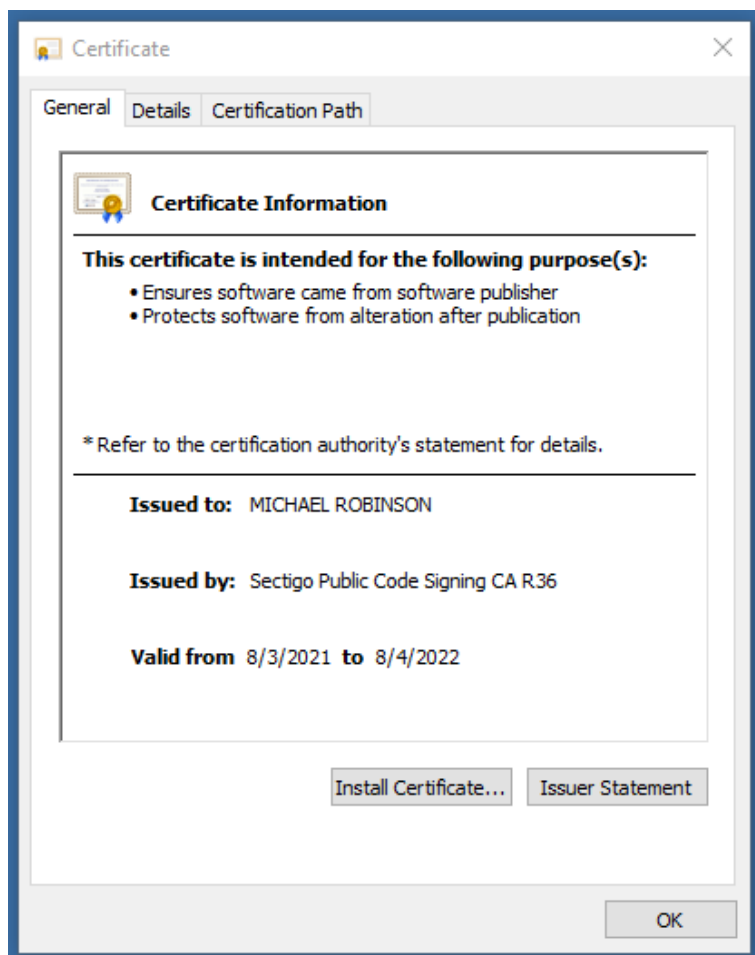 Certificate
General Details Certification Path
Certificate Information
This certificate is intended for the following purpose(s):
• Ensures software came from software publisher
• Protects software from alteration after publication
* Refer to the certification authority's statement for details.
Issued to: MICHAEL ROBINSON
Issued by: Sectigo Public Code Signing CA R36
Valid from 8/3/2021 to 8/4/2022
Install Certificate... Issuer Statement
OK